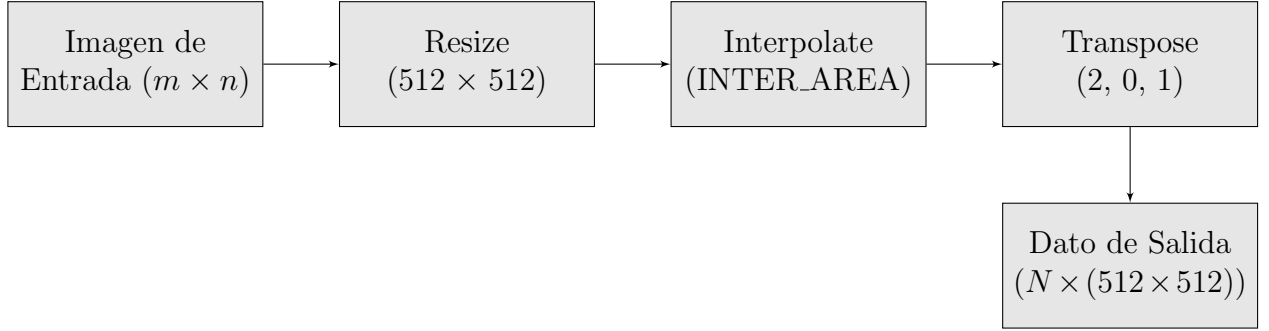 Imagen de
Entrada (m × n)
Resize
(512 × 512)
Interpolate
(INTER_AREA)
Transpose
(2, 0, 1)
Dato de Salida
(N × (512 × 512))